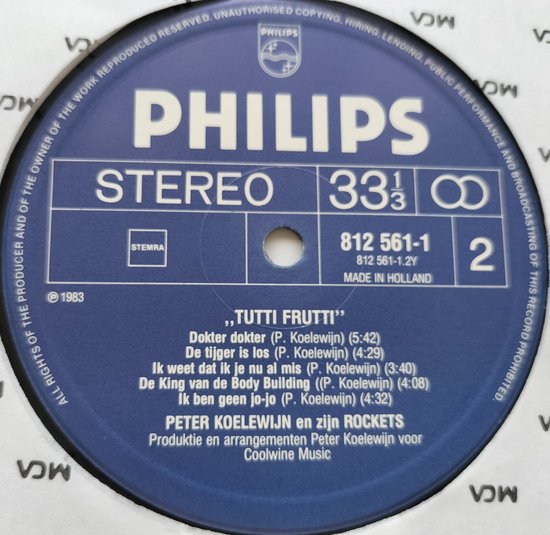 ALL RIGHTS OF THE PRODUCER AND OF THE OWNER OF THE WORK REPRODUCED RESERVED. UNAUTHORISED COPYING, HIRING, LENDING, PUBLIC PERFORMANCE AND BROADCASTING OF THIS RECORD PROHIBITED.
PHILIPS
PHILIPS
STEREO
33 1/3
STEMRA
812 561-1
812 561-1.2Y
MADE IN HOLLAND
2
℗ 1983
,,TUTTI FRUTTI''
Dokter dokter (P. Koelewijn) (5:42)
De tijger is los (P. Koelewijn) (4:29)
Ik weet dat ik je nu al mis (P. Koelewijn) (3:40)
De King van de Body Building ((P. Koelewijn) (4:08)
Ik ben geen jo-jo (P. Koelewijn) (4:32)
PETER KOELEWIJN en zijn ROCKETS
Produktie en arrangementen Peter Koelewijn voor
Coolwine Music
MCA
MCA
MCA
MCA
MCA
MCA
MCA
MCA